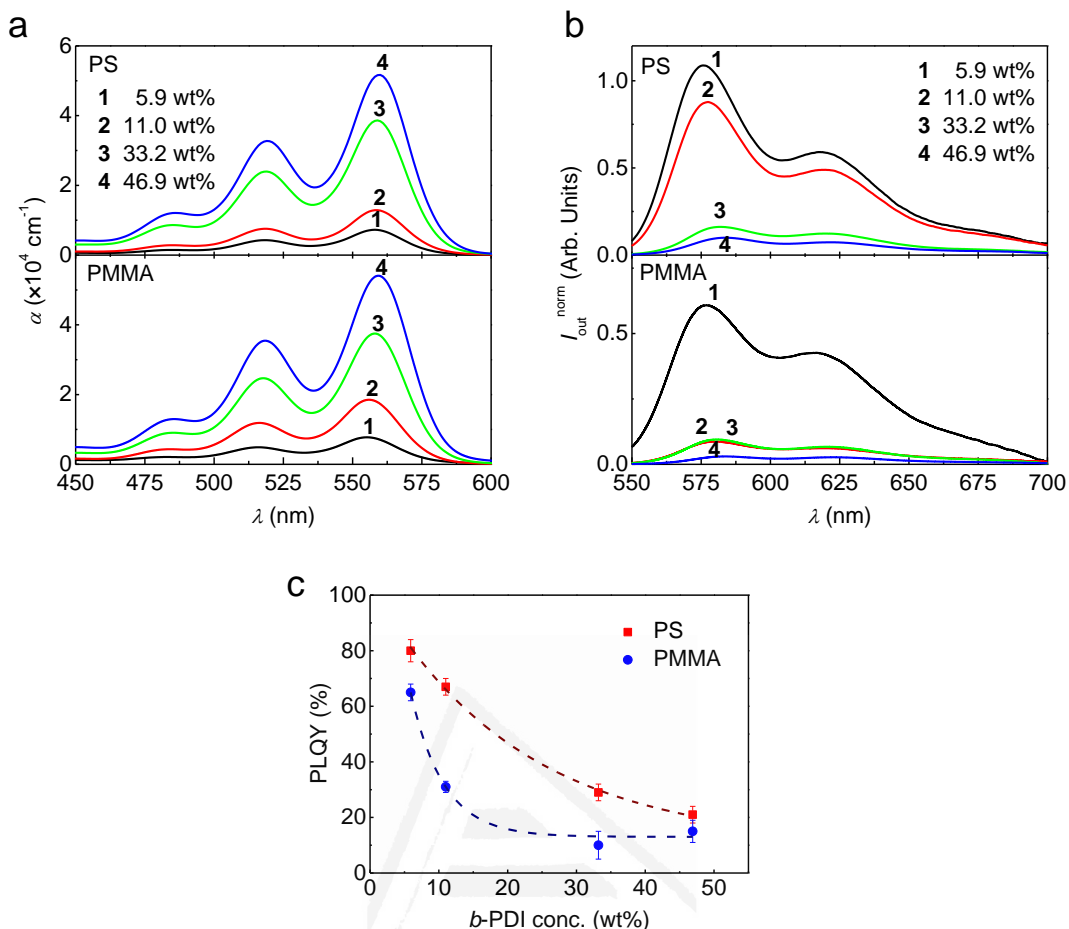 a
PS
1 5.9 wt%
2 11.0 wt%
3 33.2 wt%
4 46.9 wt%
4
3
2
1
6
4
2
0
PMMA
4
3
2
1
4
2
0
α (×10⁴ cm⁻¹)
450 475 500 525 550 575 600
λ (nm)
b
PS
1
2
3
4
1 5.9 wt%
2 11.0 wt%
3 33.2 wt%
4 46.9 wt%
1.0
0.5
0.0
PMMA
1
2 3
4
0.5
0.0
I out norm (Arb. Units)
550 575 600 625 650 675 700
λ (nm)
c
PS
PMMA
100
80
60
40
20
0
PLQY (%)
0 10 20 30 40 50
b-PDI conc. (wt%)